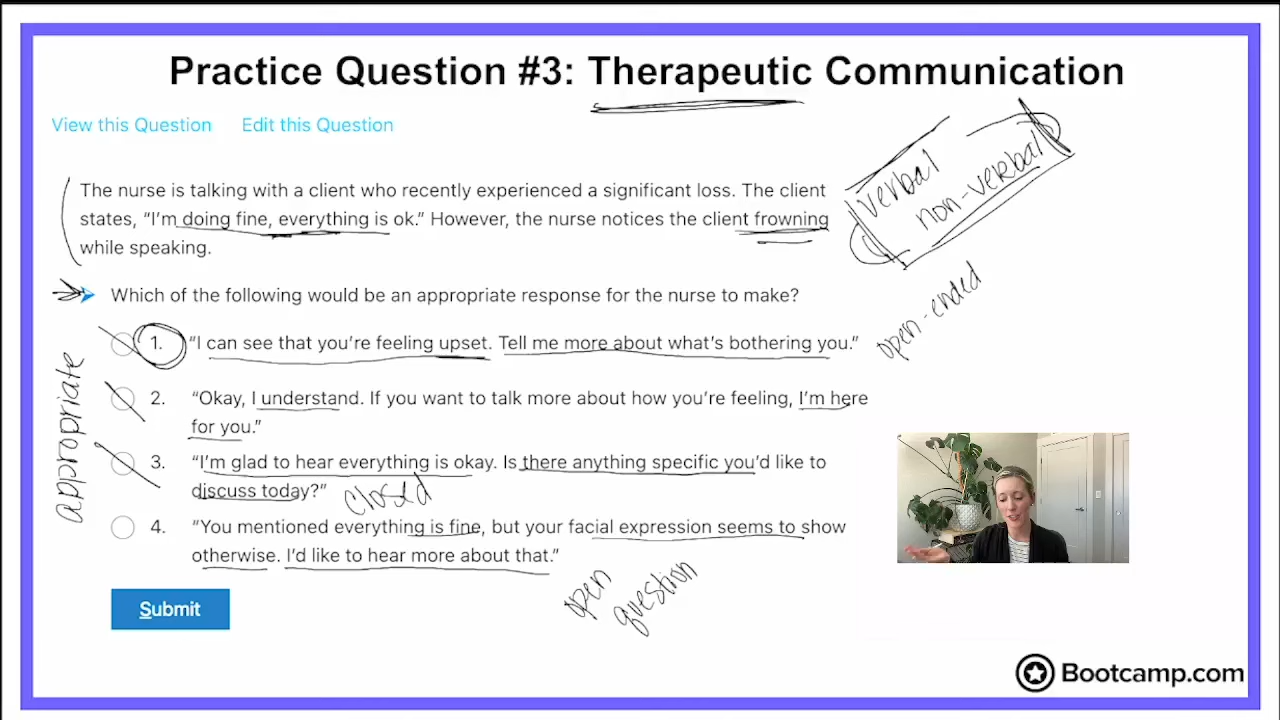 Practice Question #3: Therapeutic Communication
View this Question Edit this Question
verbal
non-verbal
The nurse is talking with a client who recently experienced a significant loss. The client
states, “I’m doing fine, everything is ok.” However, the nurse notices the client frowning
while speaking.
Which of the following would be an appropriate response for the nurse to make?
open-ended
appropriate
1. “I can see that you’re feeling upset. Tell me more about what’s bothering you.”
2. “Okay, I understand. If you want to talk more about how you’re feeling, I’m here
for you.”
3. “I’m glad to hear everything is okay. Is there anything specific you’d like to
discuss today?”
closed
4. “You mentioned everything is fine, but your facial expression seems to show
otherwise. I’d like to hear more about that.”
open
question
Submit
Bootcamp.com